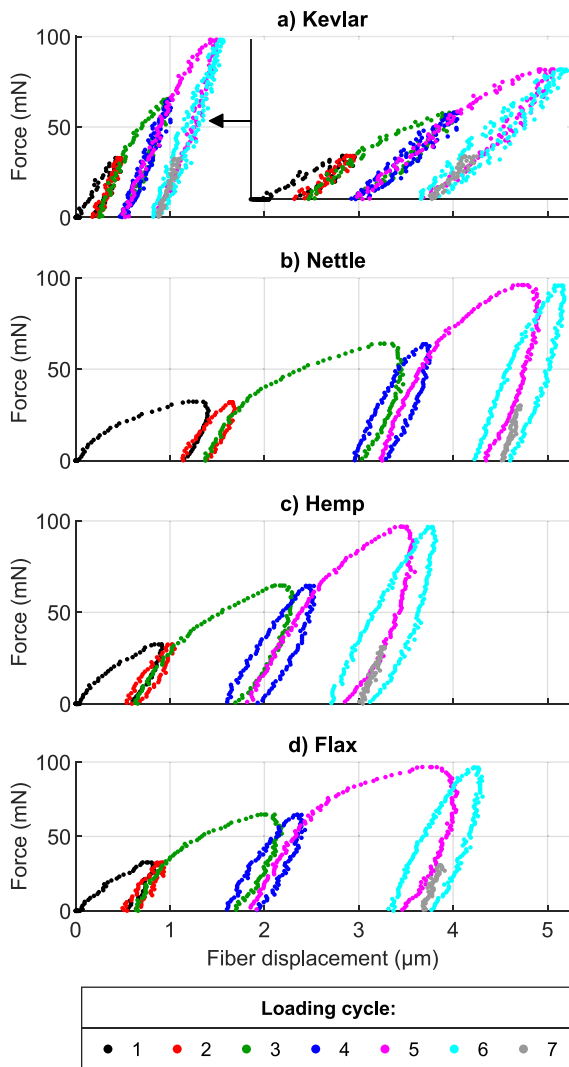 a) Kevlar
100
50
0
Force (mN)
b) Nettle
100
50
0
Force (mN)
c) Hemp
100
50
0
Force (mN)
d) Flax
100
50
0
Force (mN)
0 1 2 3 4 5
Fiber displacement (μm)
Loading cycle:
1 2 3 4 5 6 7